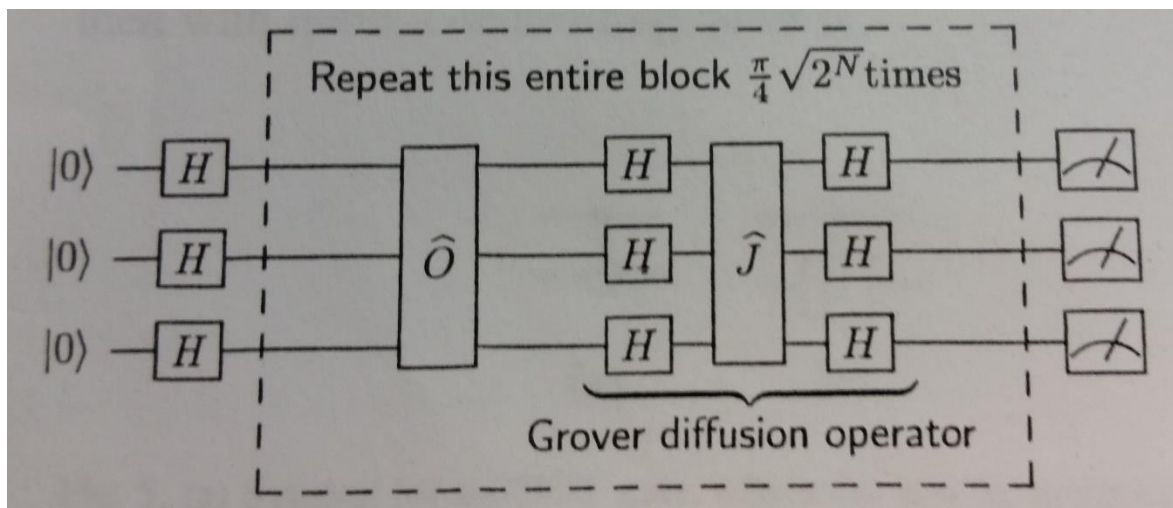 Repeat this entire block π/4 √2^N times
|0⟩ H H H
|0⟩ H Ô H Ĵ H
|0⟩ H H H
Grover diffusion operator